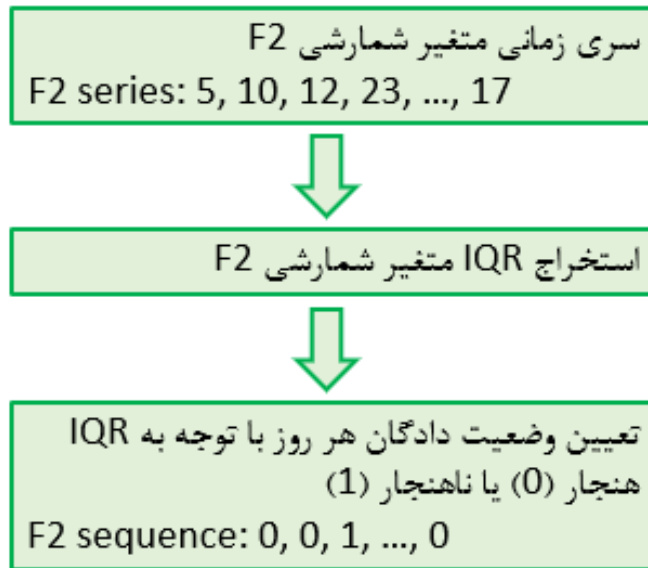 سری زمانی متغیر شمارشی F2
F2 series: 5, 10, 12, 23, ..., 17
استخراج IQR متغیر شمارشی F2
تعیین وضعیت دادگان هر روز با توجه به IQR
هنجار (0) یا ناهنجار (1)
F2 sequence: 0, 0, 1, ..., 0